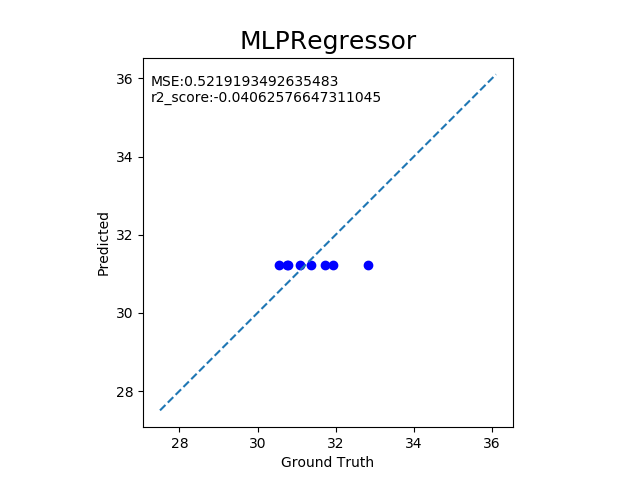 MLPRegressor
MSE:0.5219193492635483
r2_score:-0.04062576647311045
36
34
32
30
28
Predicted
28 30 32 34 36
Ground Truth